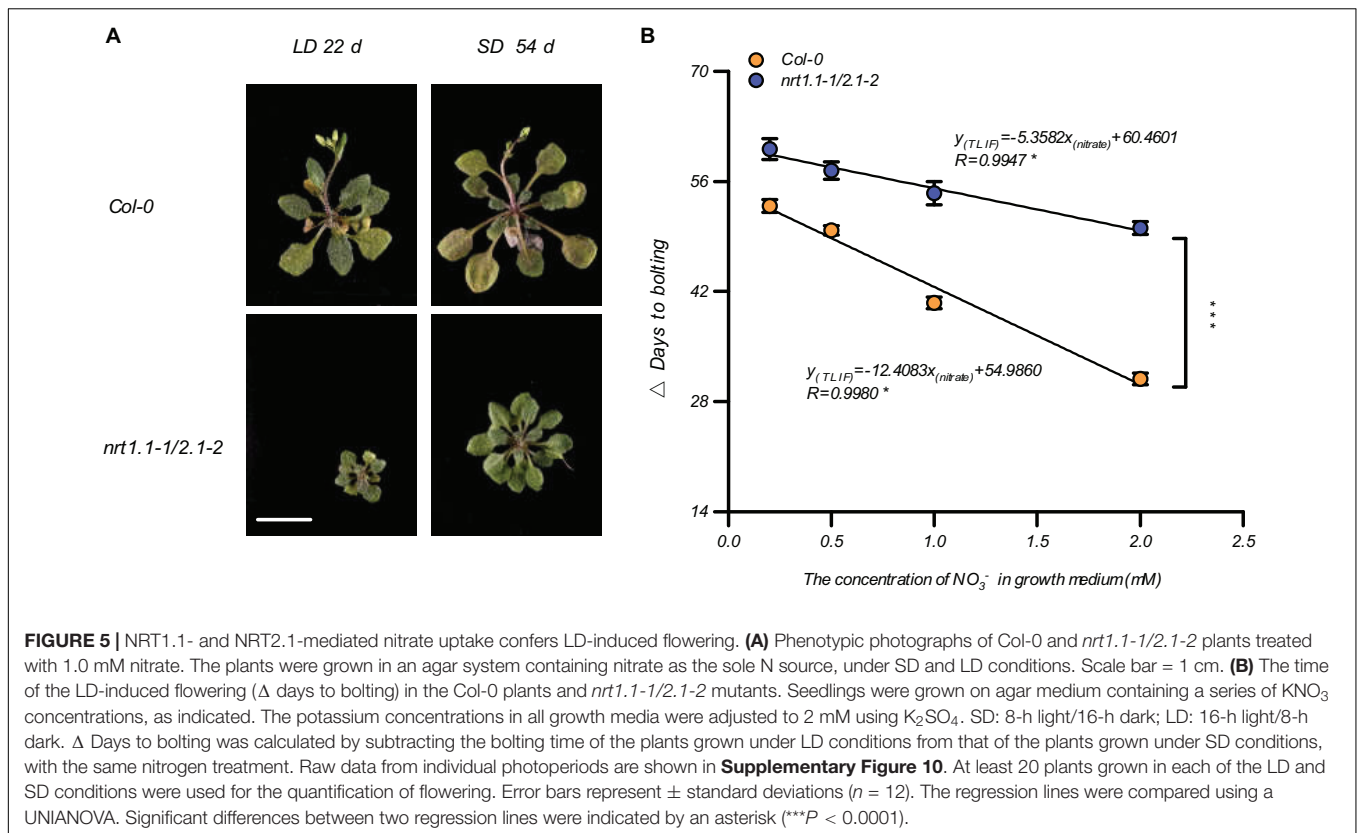 A
LD 22 d
SD 54 d
Col-0
nrt1.1-1/2.1-2
B
Col-0
nrt1.1-1/2.1-2
70
56
42
28
14
△ Days to bolting
y(TLIF)=-5.3582x(nitrate)+60.4601
R=0.9947 *
y(TLIF)=-12.4083x(nitrate)+54.9860
R=0.9980 *
***
0.0 0.5 1.0 1.5 2.0 2.5
The concentration of NO₃⁻ in growth medium(mM)
FIGURE 5 | NRT1.1- and NRT2.1-mediated nitrate uptake confers LD-induced flowering. (A) Phenotypic photographs of Col-0 and nrt1.1-1/2.1-2 plants treated
with 1.0 mM nitrate. The plants were grown in an agar system containing nitrate as the sole N source, under SD and LD conditions. Scale bar = 1 cm. (B) The time
of the LD-induced flowering (Δ days to bolting) in the Col-0 plants and nrt1.1-1/2.1-2 mutants. Seedlings were grown on agar medium containing a series of KNO₃
concentrations, as indicated. The potassium concentrations in all growth media were adjusted to 2 mM using K₂SO₄. SD: 8-h light/16-h dark; LD: 16-h light/8-h
dark. Δ Days to bolting was calculated by subtracting the bolting time of the plants grown under LD conditions from that of the plants grown under SD conditions,
with the same nitrogen treatment. Raw data from individual photoperiods are shown in Supplementary Figure 10. At least 20 plants grown in each of the LD and
SD conditions were used for the quantification of flowering. Error bars represent ± standard deviations (n = 12). The regression lines were compared using a
UNIANOVA. Significant differences between two regression lines were indicated by an asterisk (***P < 0.0001).